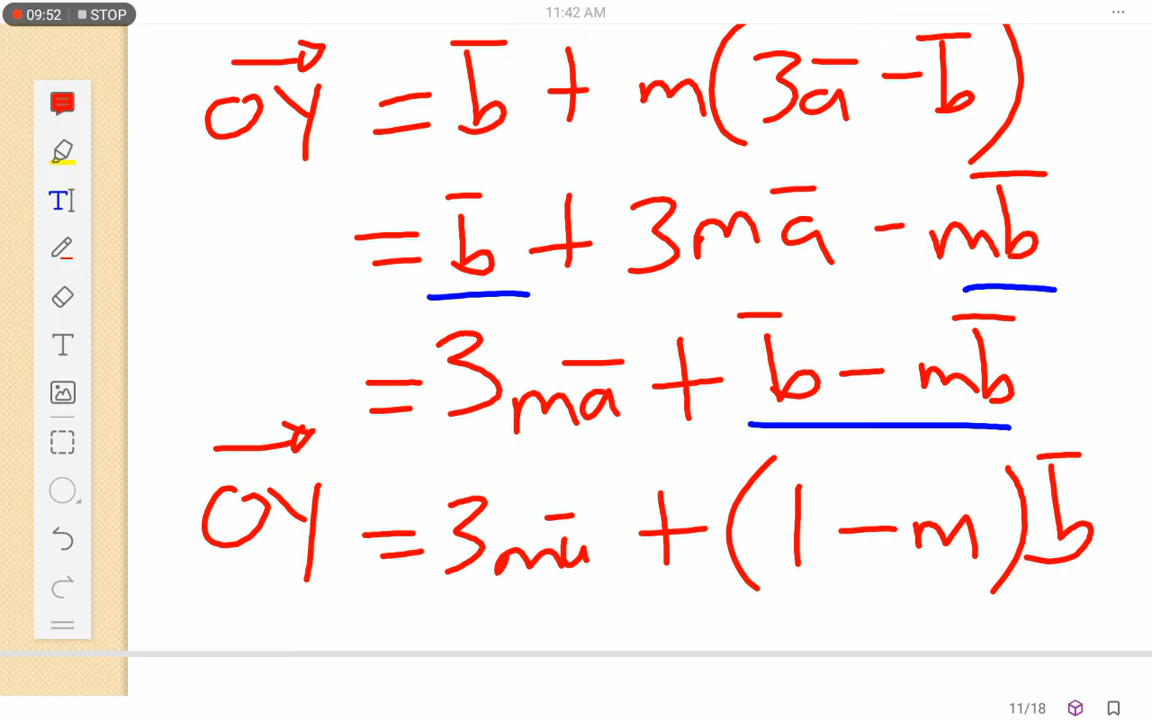 09:52 STOP
11:42 AM
OY = b̅ + m(3a̅ - b̅)
= b̅ + 3ma̅ - mb̅
= 3ma̅ + b̅ - mb̅
OY = 3ma̅ + (1 - m)b̅
11/18